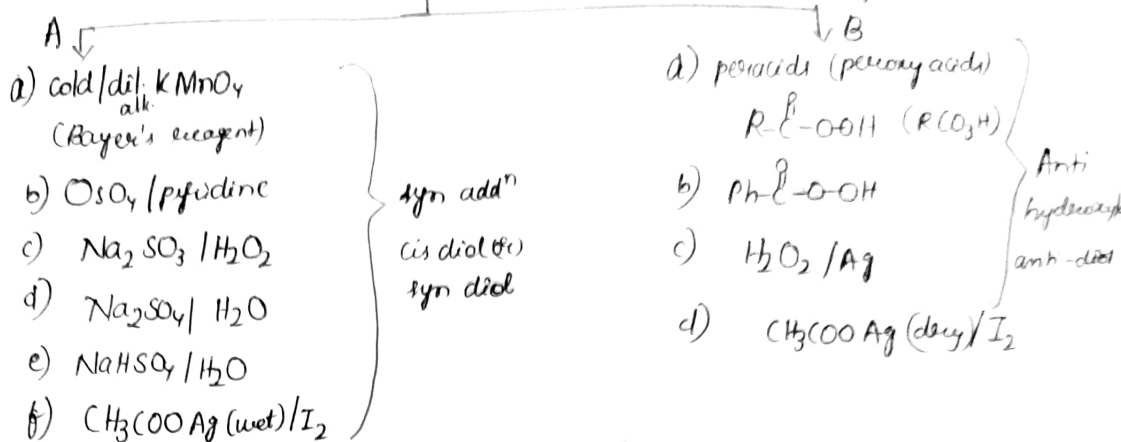 A
a) cold/dil. KMnO4
alk.
(Bayer's reagent)
b) OsO4/pyridine
c) Na2SO3/H2O2
d) Na2SO4/ H2O
e) NaHSO4/H2O
f) CH3COOAg(wet)/I2
syn addn
cis diol (or)
syn diol
B
a) peracids (peroxy acids)
O
R-C-OOH (RCO3H)
O
b) Ph-C-O-OH
c) H2O2/Ag
d) CH3COOAg(dry)/I2
Anti
anti-diol